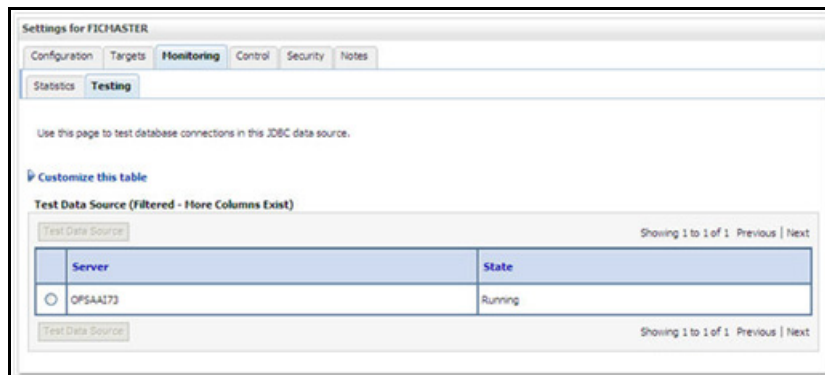 Settings for FICMASTER
Configuration Targets Monitoring Control Security Notes
Statistics Testing
Use this page to test database connections in this JDBC data source.
Customize this table
Test Data Source (Filtered - More Columns Exist)
Test Data Source Showing 1 to 1 of 1 Previous | Next
Server State
OFSAAI73 Running
Test Data Source Showing 1 to 1 of 1 Previous | Next